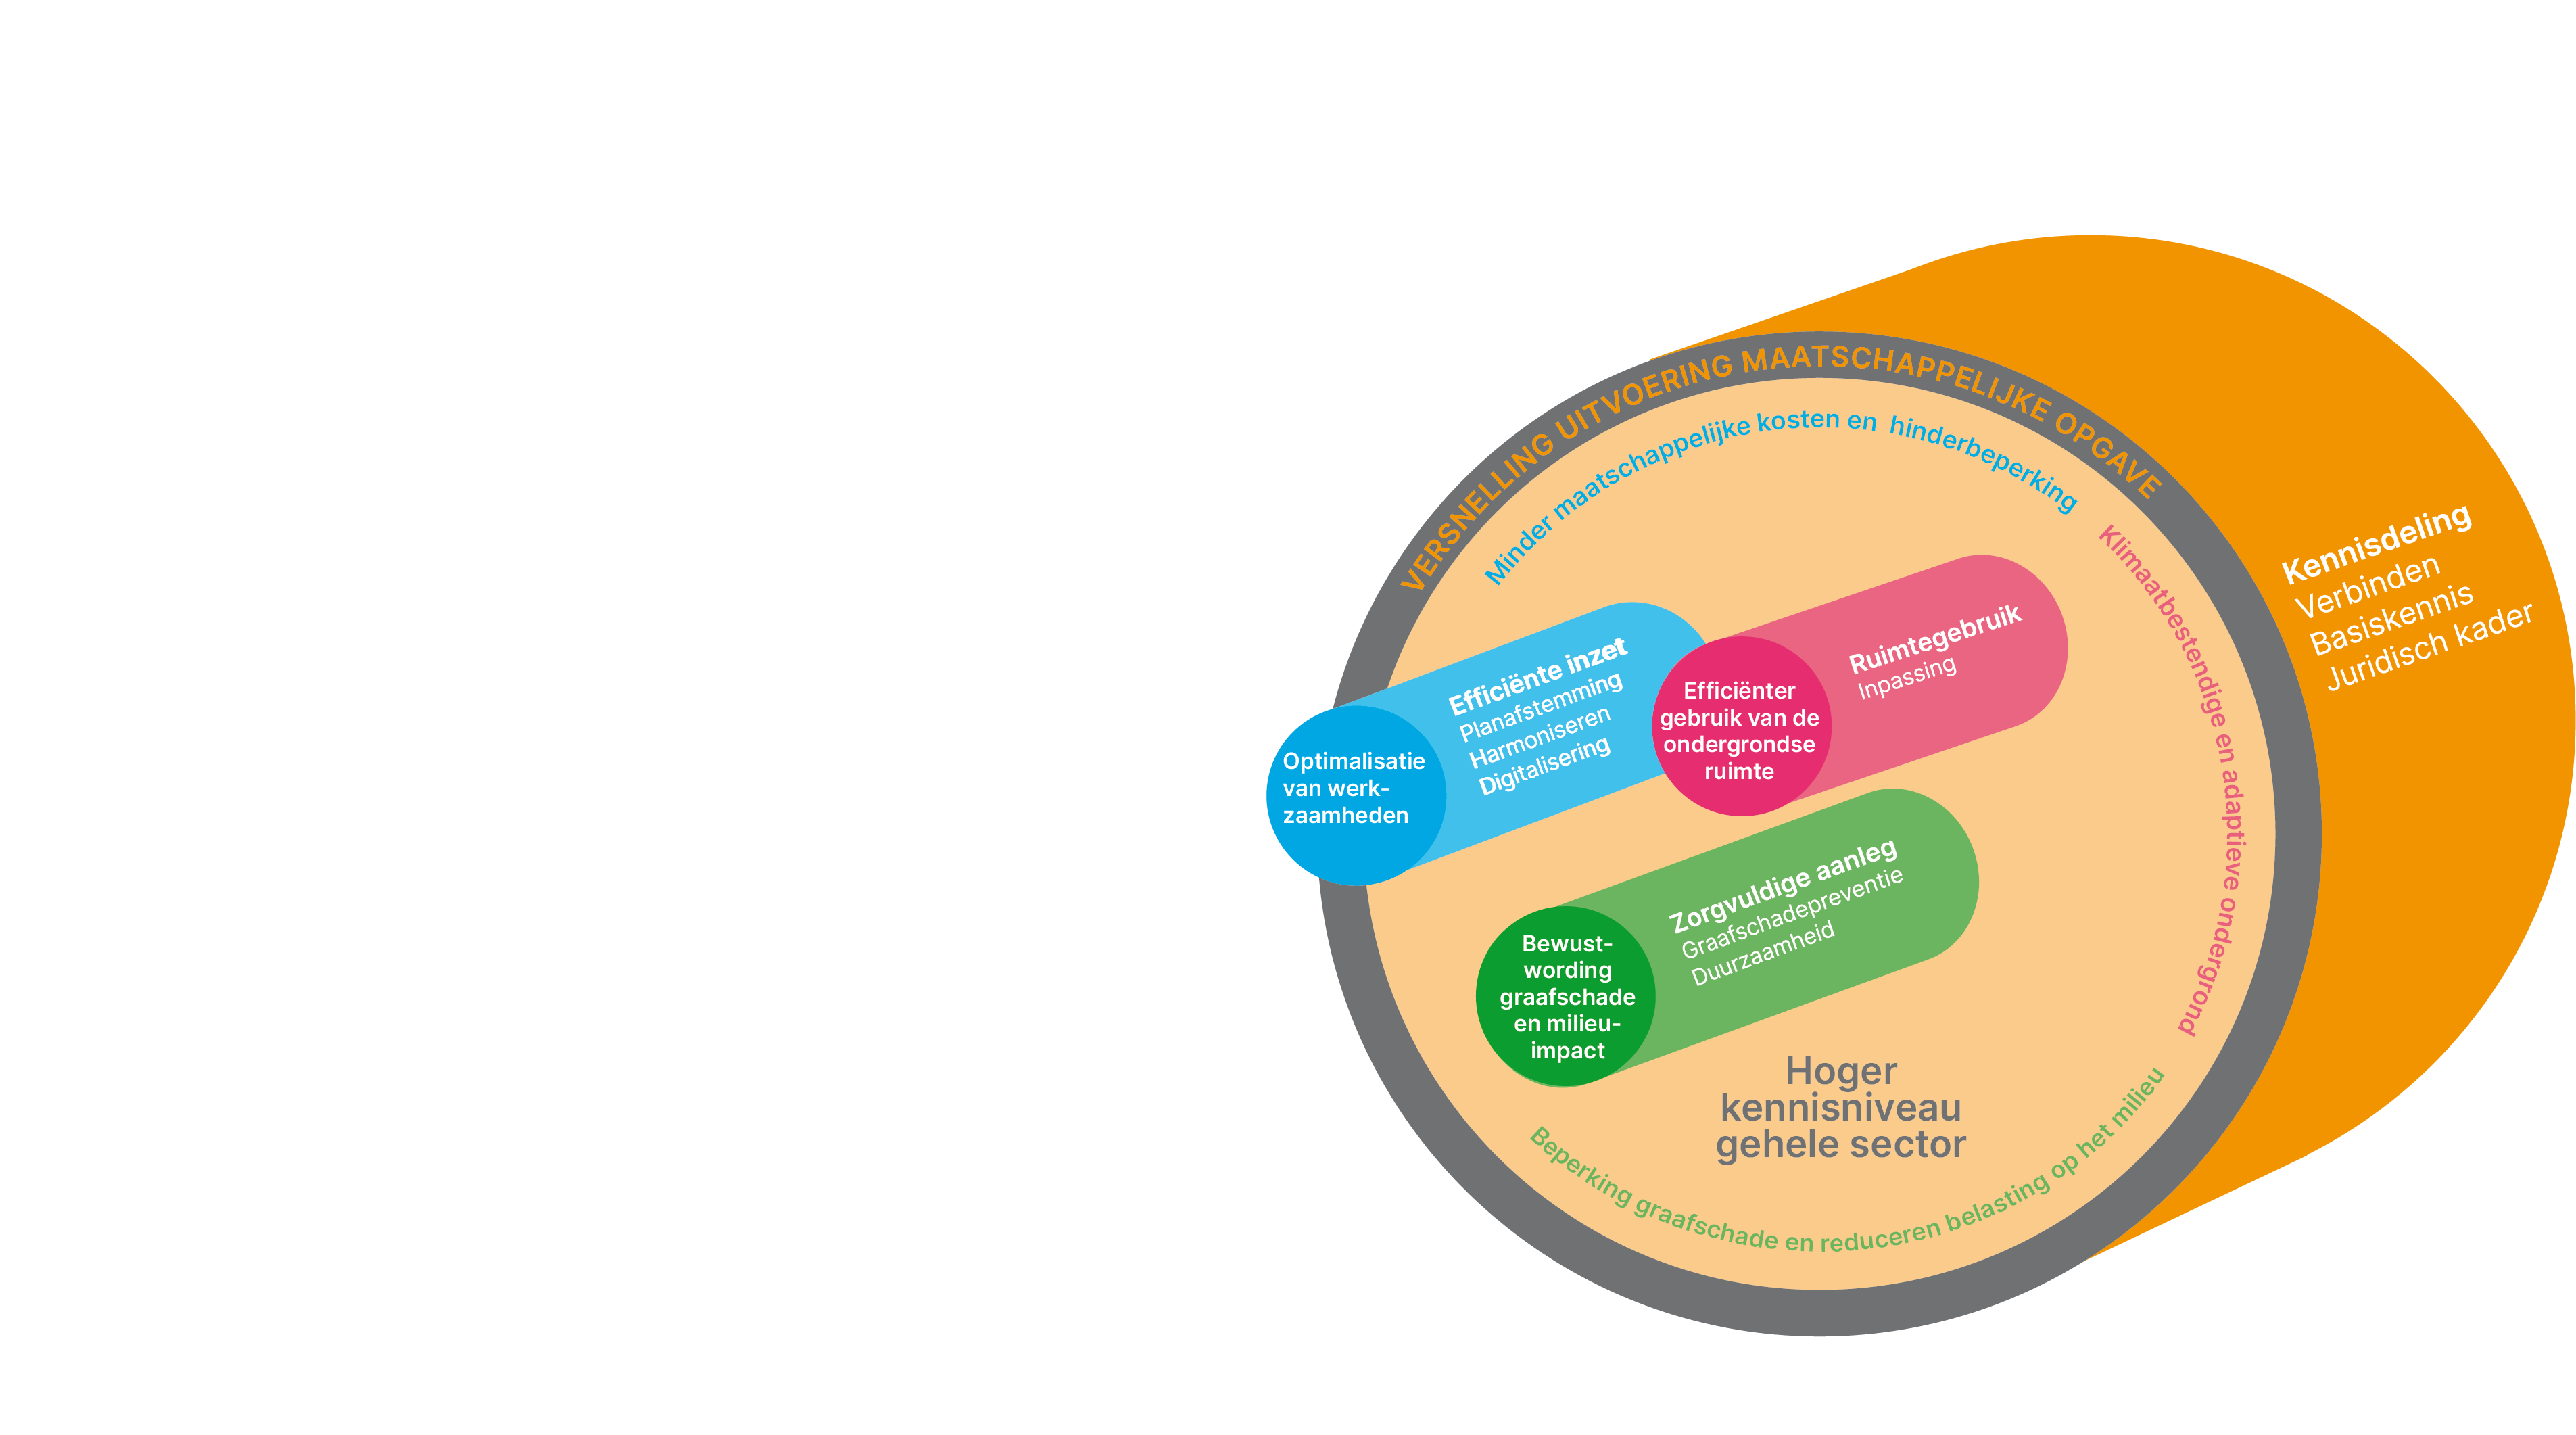 VERSNELLING UITVOERING MAATSCHAPPELIJKE OPGAVE
Minder maatschappelijke kosten en hinderbeperking
Klimaatbestendige en adaptieve ondergrond
Kennisdeling
Verbinden
Basiskennis
Juridisch kader
Efficiënte inzet
Planafstemming
Harmoniseren
Digitalisering
Optimalisatie
van werk-
zaamheden
Ruimtegebruik
Inpassing
Efficiënter
gebruik van de
ondergrondse
ruimte
Zorgvuldige aanleg
Graafschadepreventie
Duurzaamheid
Bewust-
wording
graafschade
en milieu-
impact
Hoger
kennisniveau
gehele sector
Beperking graafschade en reduceren belasting op het milieu